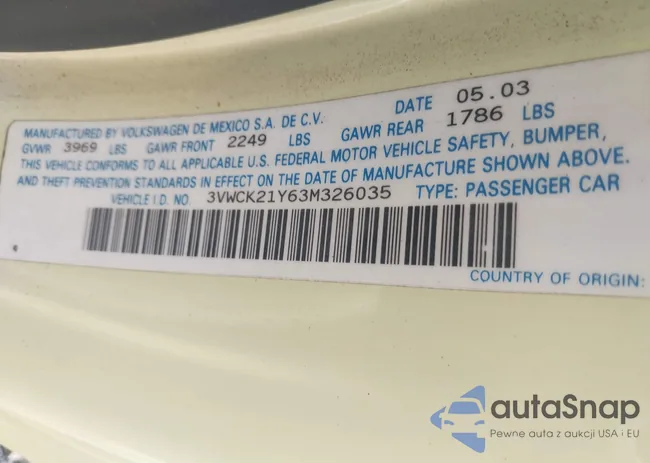 MANUFACTURED BY VOLKSWAGEN DE MEXICO S.A. DE C.V. DATE 05.03
GVWR 3969 LBS GAWR FRONT 2249 LBS GAWR REAR 1786 LBS
THIS VEHICLE CONFORMS TO ALL APPLICABLE U.S. FEDERAL MOTOR VEHICLE SAFETY, BUMPER,
AND THEFT PREVENTION STANDARDS IN EFFECT ON THE DATE OF MANUFACTURE SHOWN ABOVE.
VEHICLE I.D. NO. 3VWCK21Y63M326035 TYPE: PASSENGER CAR
COUNTRY OF ORIGIN:
autaSnap
Pewne auta z aukcji USA i EU